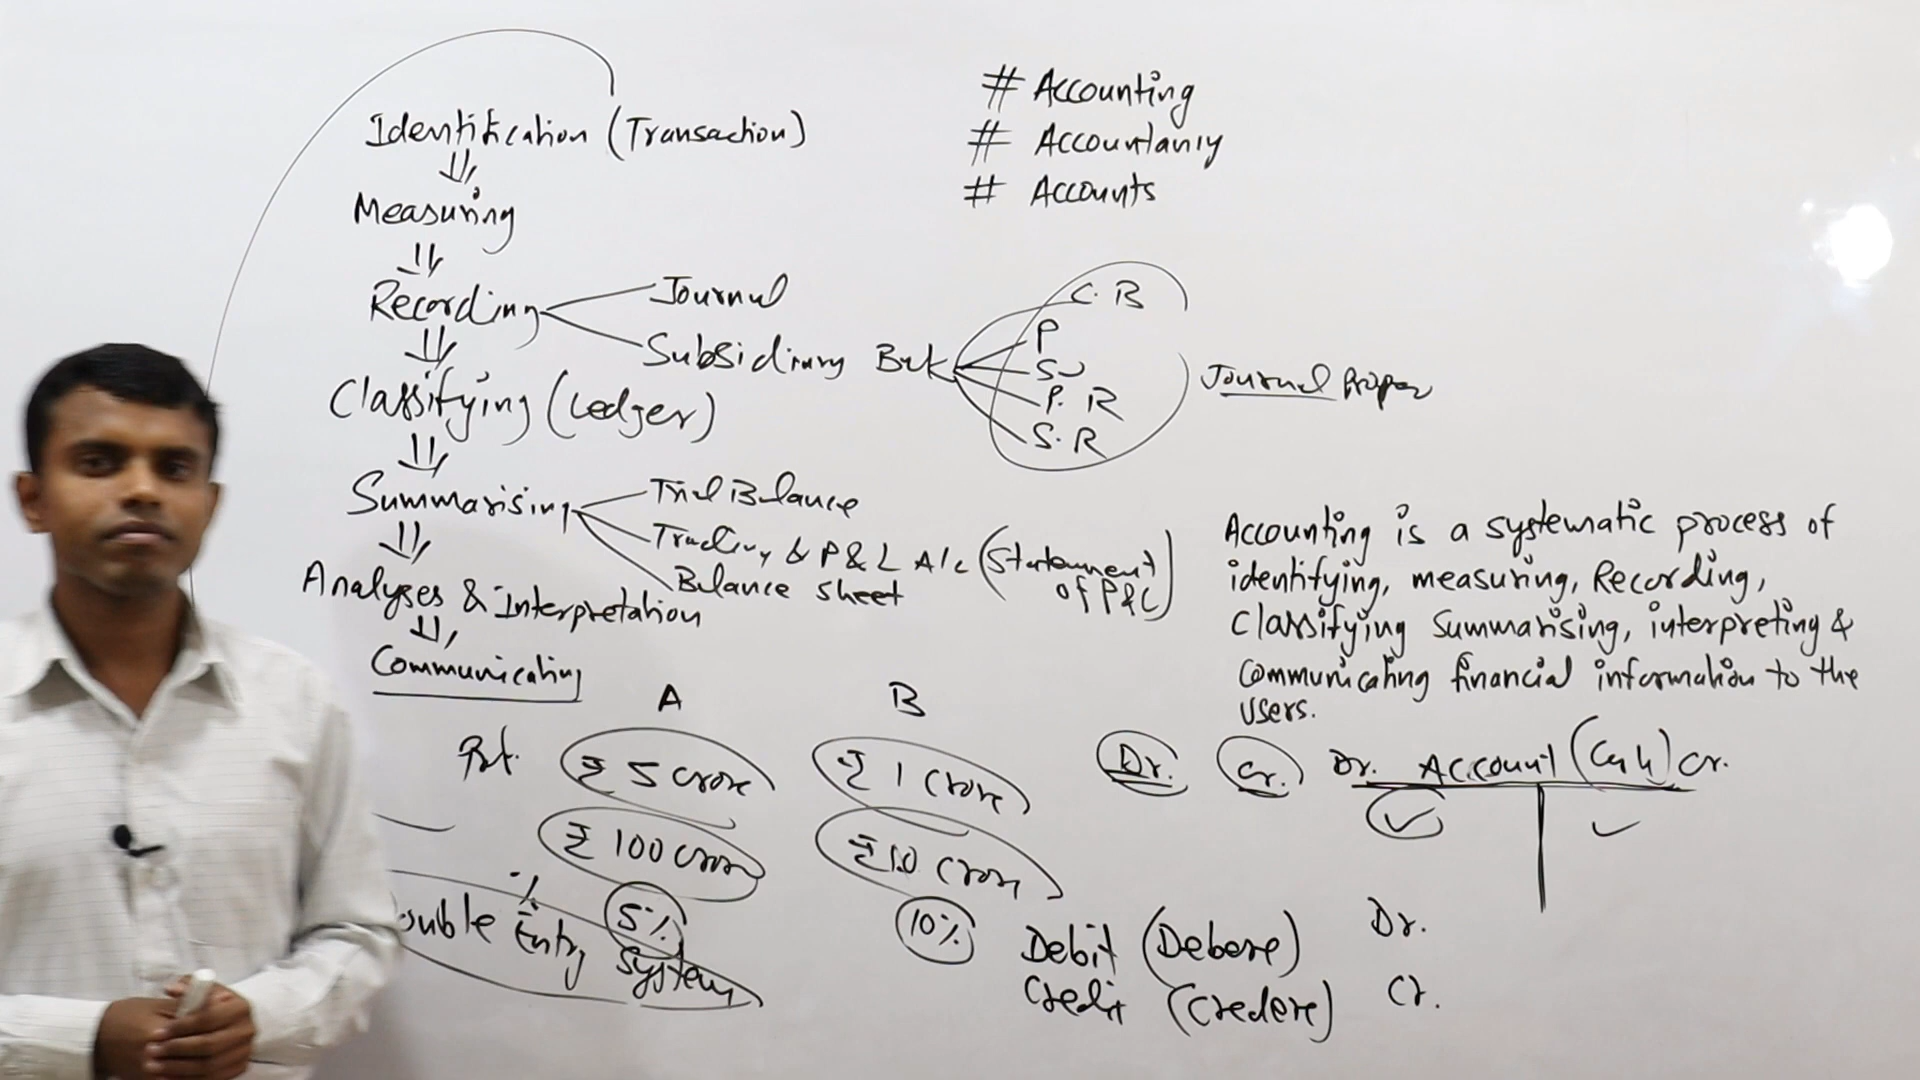 Identification (Transaction)
Measuring
Recording
Journal
Subsidiary Book
C.B
P
S
P.R
S.R
Journal Proper
Classifying (Ledger)
Summarising
Trial Balance
Trading & P&L A/c (Statement of P&L)
Balance sheet
Analyses & Interpretation
Communicating
# Accounting
# Accountancy
# Accounts
Accounting is a systematic process of
identifying, measuring, Recording,
Classifying Summarising, interpreting &
Communicating financial information to the
users.
A B
₹ 5 crore ₹ 1 crore
₹ 100 crore ₹ 10 crore
% 5% 10%
ouble Entry System
Dr. Cr.
Dr. Account (Cash) Cr.
Debit (Debere) Dr.
Credit (Credere) Cr.